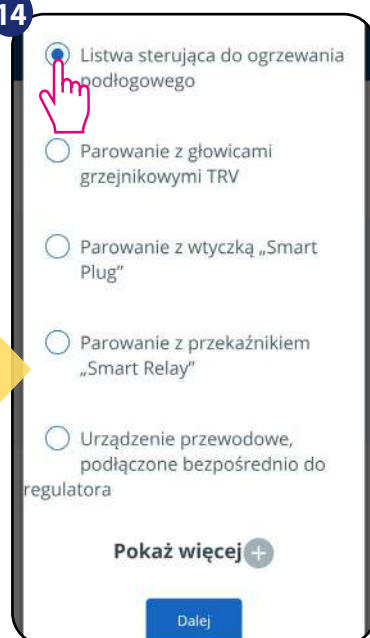 14
Listwa sterująca do ogrzewania
podłogowego
Parowanie z głowicami
grzejnikowymi TRV
Parowanie z wtyczką „Smart
Plug”
Parowanie z przekaźnikiem
„Smart Relay”
Urządzenie przewodowe,
podłączone bezpośrednio do
regulatora
Pokaż więcej +
Dalej